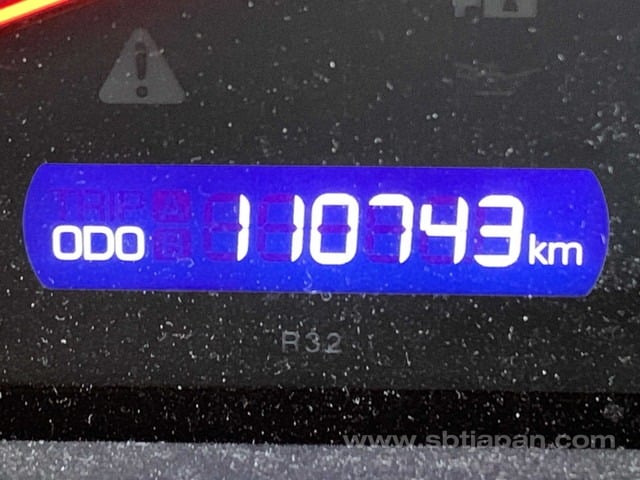 TRIP A
ODO B 110743 km
R32
www.sbtjapan.com